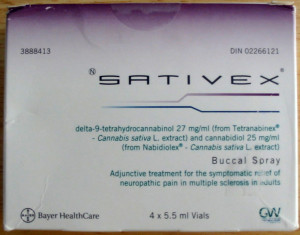 3888413 DIN 02266121
N SATIVEX®
delta-9-tetrahydrocannabinol 27 mg/ml (from Tetranabinex®
- Cannabis sativa L. extract) and cannabidiol 25 mg/ml
(from Nabidiolex® - Cannabis sativa L. extract)
Buccal Spray
Adjunctive treatment for the symptomatic relief of
neuropathic pain in multiple sclerosis in adults
Bayer HealthCare 4 x 5.5 ml Vials GW